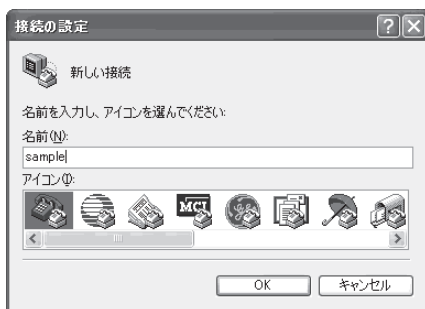 接続の設定
新しい接続
名前を入力し、アイコンを選んでください:
名前(N):
sample
アイコン(I):
MCI
OK キャンセル